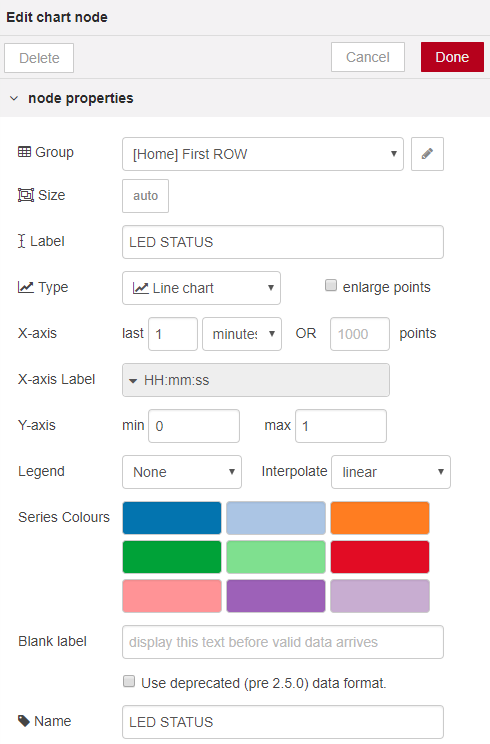 Edit chart node
Delete Cancel Done
node properties
Group [Home] First ROW
Size auto
Label LED STATUS
Type Line chart enlarge points
X-axis last 1 minutes OR 1000 points
X-axis Label HH:mm:ss
Y-axis min 0 max 1
Legend None Interpolate linear
Series Colours
Blank label display this text before valid data arrives
Use deprecated (pre 2.5.0) data format.
Name LED STATUS